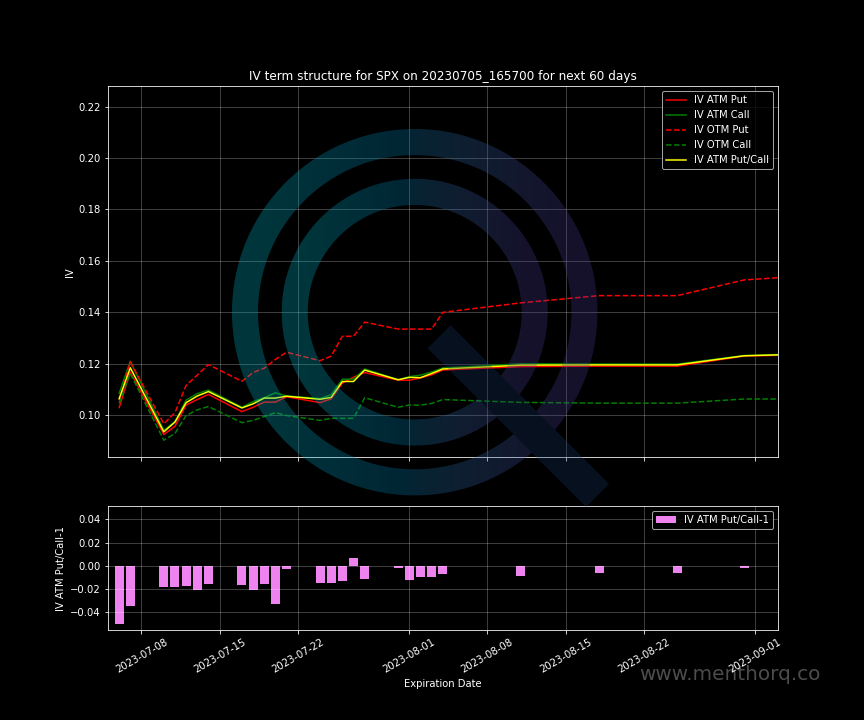 IV term structure for SPX on 20230705_165700 for next 60 days
IV ATM Put
IV ATM Call
IV OTM Put
IV OTM Call
IV ATM Put/Call
0.22
0.20
0.18
0.16
0.14
0.12
0.10
IV
IV ATM Put/Call-1
0.04
0.02
0.00
−0.02
−0.04
IV ATM Put/Call-1
2023-07-08
2023-07-15
2023-07-22
2023-08-01
2023-08-08
2023-08-15
2023-08-22
2023-09-01
Expiration Date
www.menthorq.co